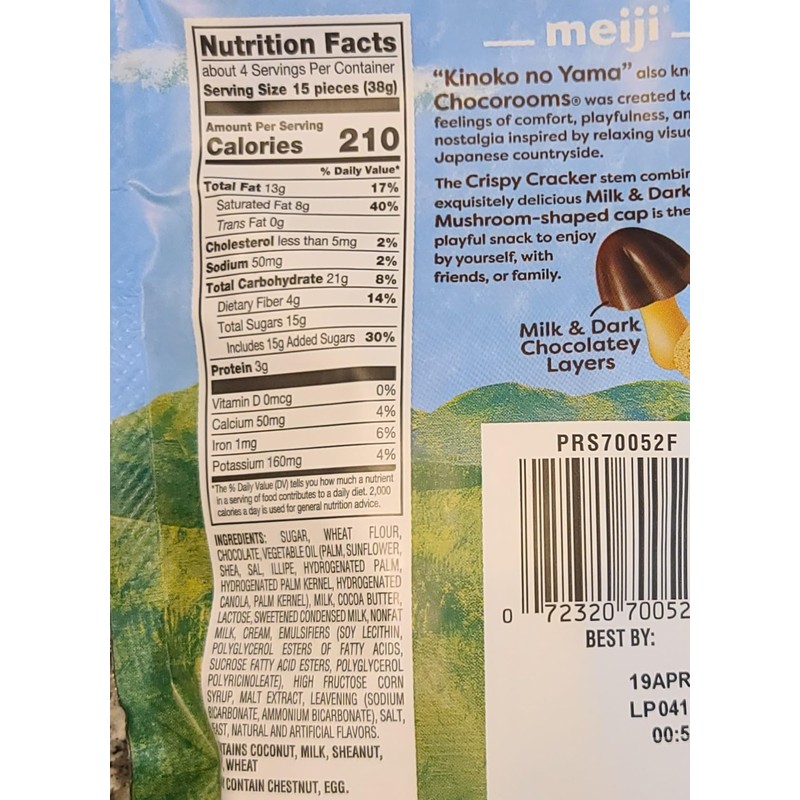 Nutrition Facts
about 4 Servings Per Container
Serving Size 15 pieces (38g)
Amount Per Serving
Calories 210
% Daily Value*
Total Fat 13g 17%
Saturated Fat 8g 40%
Trans Fat 0g
Cholesterol less than 5mg 2%
Sodium 50mg 2%
Total Carbohydrate 21g 8%
Dietary Fiber 4g 14%
Total Sugars 15g
Includes 15g Added Sugars 30%
Protein 3g
Vitamin D 0mcg 0%
Calcium 50mg 4%
Iron 1mg 6%
Potassium 160mg 4%
*The % Daily Value (DV) tells you how much a nutrient
in a serving of food contributes to a daily diet. 2,000
calories a day is used for general nutrition advice.
INGREDIENTS: SUGAR, WHEAT FLOUR,
CHOCOLATE, VEGETABLE OIL (PALM, SUNFLOWER,
SHEA, SAL, ILLIPE, HYDROGENATED PALM,
HYDROGENATED PALM KERNEL, HYDROGENATED
CANOLA, PALM KERNEL), MILK, COCOA BUTTER,
LACTOSE, SWEETENED CONDENSED MILK, NONFAT
MILK, CREAM, EMULSIFIERS (SOY LECITHIN,
POLYGLYCEROL ESTERS OF FATTY ACIDS,
SUCROSE FATTY ACID ESTERS, POLYGLYCEROL
POLYRICINOLEATE), HIGH FRUCTOSE CORN
SYRUP, MALT EXTRACT, LEAVENING (SODIUM
BICARBONATE, AMMONIUM BICARBONATE), SALT,
NATURAL AND ARTIFICIAL FLAVORS.
COCONUT, MILK, SHEANUT,
WHEAT
CONTAIN CHESTNUT, EGG.
meiji
"Kinoko no Yama" also
Chocorooms® was created
feelings of comfort, playfulness,
nostalgia inspired by relaxing
Japanese countryside.
The Crispy Cracker stem
exquisitely delicious Milk & Dark
Mushroom-shaped cap is the
playful snack to enjoy
by yourself, with
friends, or family.
Milk & Dark
Chocolatey
Layers
PRS70052F
0 72320 70052
BEST BY:
19APR
LP041
00:5